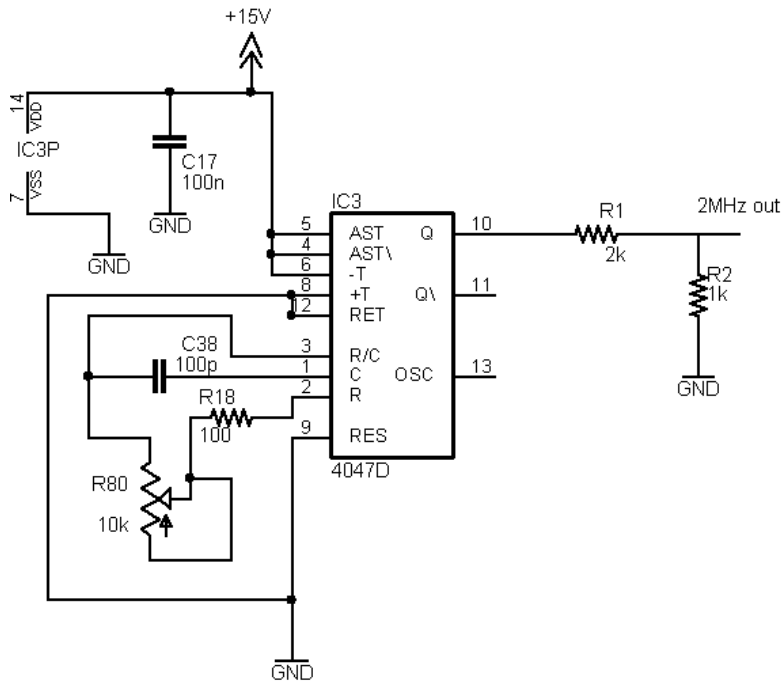 +15V
14
VDD
IC3P
7
VSS
GND
C17
100n
GND
IC3
5 AST Q 10
4 AST\
6 -T
8 +T Q\ 11
12 RET
3 R/C
1 C OSC 13
2 R
9 RES
4047D
R1
2k
2MHz out
R2
1k
GND
C38
100p
R18
100
R80
10k
GND